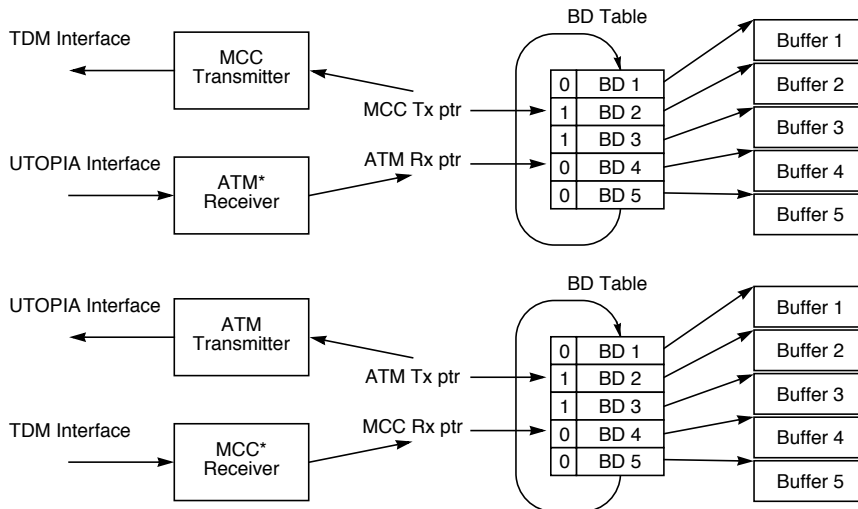 BD Table
TDM Interface
MCC
Transmitter
MCC Tx ptr
0 BD 1
1 BD 2
1 BD 3
0 BD 4
0 BD 5
Buffer 1
Buffer 2
Buffer 3
Buffer 4
Buffer 5
UTOPIA Interface
ATM*
Receiver
ATM Rx ptr
BD Table
UTOPIA Interface
ATM
Transmitter
ATM Tx ptr
0 BD 1
1 BD 2
1 BD 3
0 BD 4
0 BD 5
Buffer 1
Buffer 2
Buffer 3
Buffer 4
Buffer 5
TDM Interface
MCC*
Receiver
MCC Rx ptr